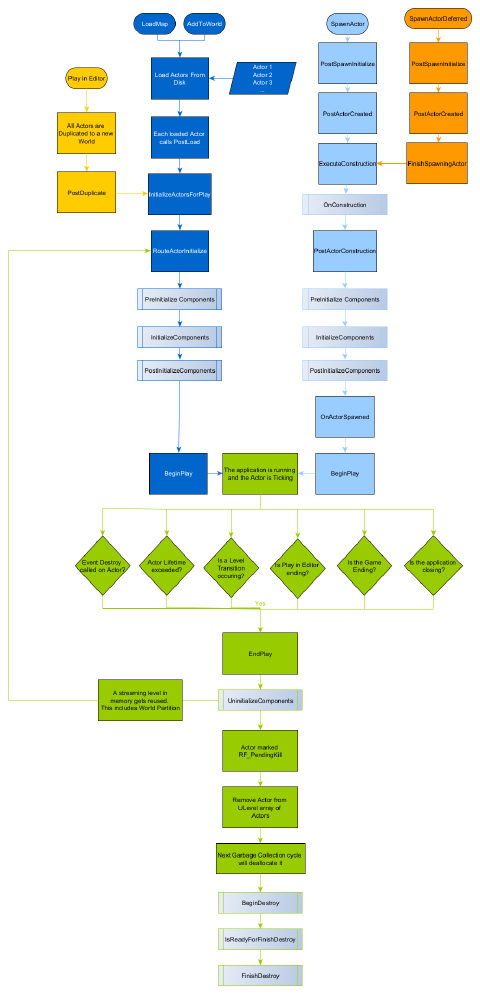 LoadMap
AddToWorld
SpawnActor
SpawnActorDeferred
Play in Editor
Load Actors From
Disk
Actor 1
Actor 2
Actor 3
...
PostSpawnInitialize
PostSpawnInitialize
All Actors are
Duplicated to a new
World
Each loaded Actor
calls PostLoad
PostActorCreated
PostActorCreated
PostDuplicate
InitializeActorsForPlay
ExecuteConstruction
FinishSpawningActor
OnConstruction
RouteActorInitialize
PostActorConstruction
PreInitialize Components
PreInitialize Components
InitializeComponents
InitializeComponents
PostInitializeComponents
PostInitializeComponents
OnActorSpawned
BeginPlay
The application is running
and the Actor is Ticking
BeginPlay
Event Destroy
called on Actor?
Actor Lifetime
exceeded?
Is a Level
Transition
occuring?
Is Play in Editor
ending?
Is the Game
Ending?
Is the application
closing?
Yes
EndPlay
A streaming level in
memory gets reused.
This includes World Partition
UninitializeComponents
Actor marked
RF_PendingKill
Remove Actor from
ULevel array of
Actors
Next Garbage Collection cycle
will deallocate it
BeginDestroy
IsReadyForFinishDestroy
FinishDestroy